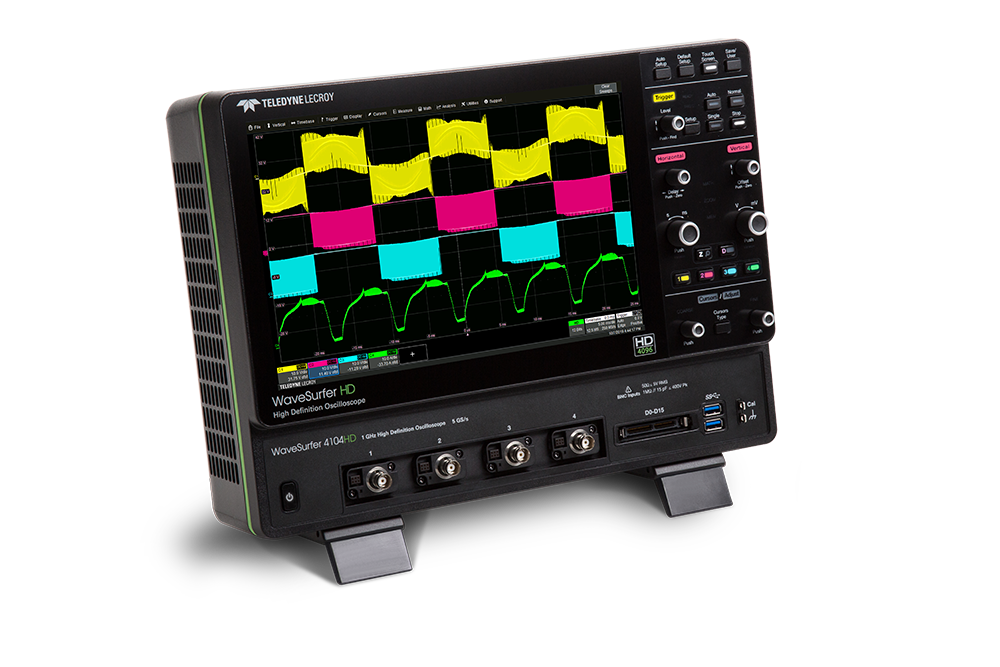 TELEDYNE LECROY
File Vertical Timebase Trigger Display Cursors Measure Math Analysis Utilities Support
Clear
Sweeps
TELEDYNE LECROY
WaveSurfer HD
High Definition Oscilloscope
HD
4096
Auto
Setup
Default
Setup
Touch
Screen
Save/
User
Trigger
Level
Push - Find
Setup
Auto
Normal
Single
Stop
Horizontal
Delay
Push - Zero
s ns
Push
Vertical
Offset
Push - Zero
V mV
Push
Z
D
1 2 3 4
Cursors / Adjust
Cursors
Type
Push
Push
WaveSurfer 4104HD 1 GHz High Definition Oscilloscope 5 GS/s
1
2
3
4
BNC Inputs
50Ω ≤ 5V RMS
1MΩ // 15 pF ≤ 400V Pk
D0-D15
SS
Cal